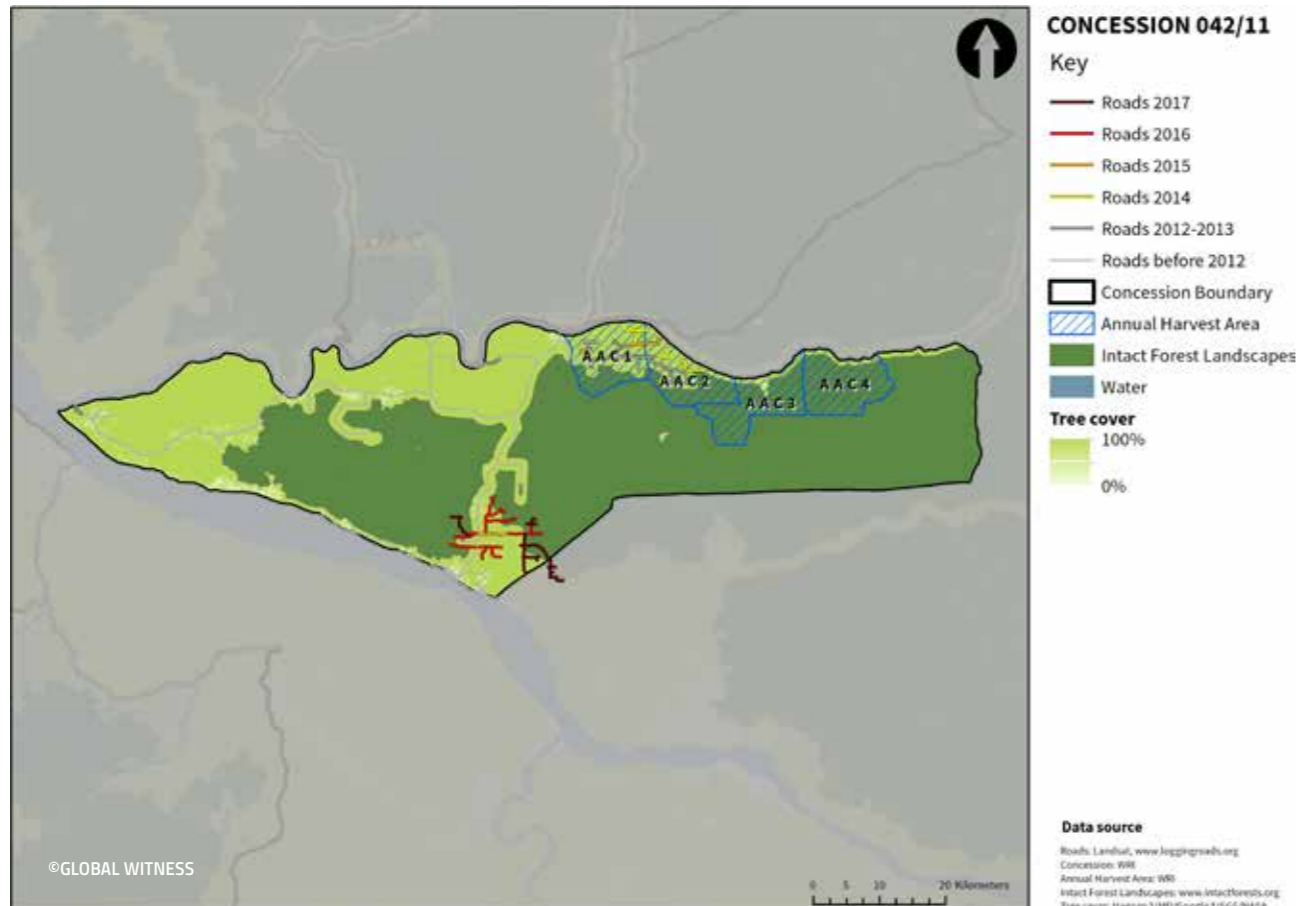 CONCESSION 042/11
Key
Roads 2017
Roads 2016
Roads 2015
Roads 2014
Roads 2012-2013
Roads before 2012
Concession Boundary
Annual Harvest Area
Intact Forest Landscapes
Water
Tree cover
100%
0%
AAC1
AAC2
AAC3
AAC4
©GLOBAL WITNESS
0 5 10 20 Kilometers
Data source
Roads: Landsat, www.loggingroads.org
Concession: WRI
Annual Harvest Area: WRI
Intact Forest Landscapes: www.intactforests.org